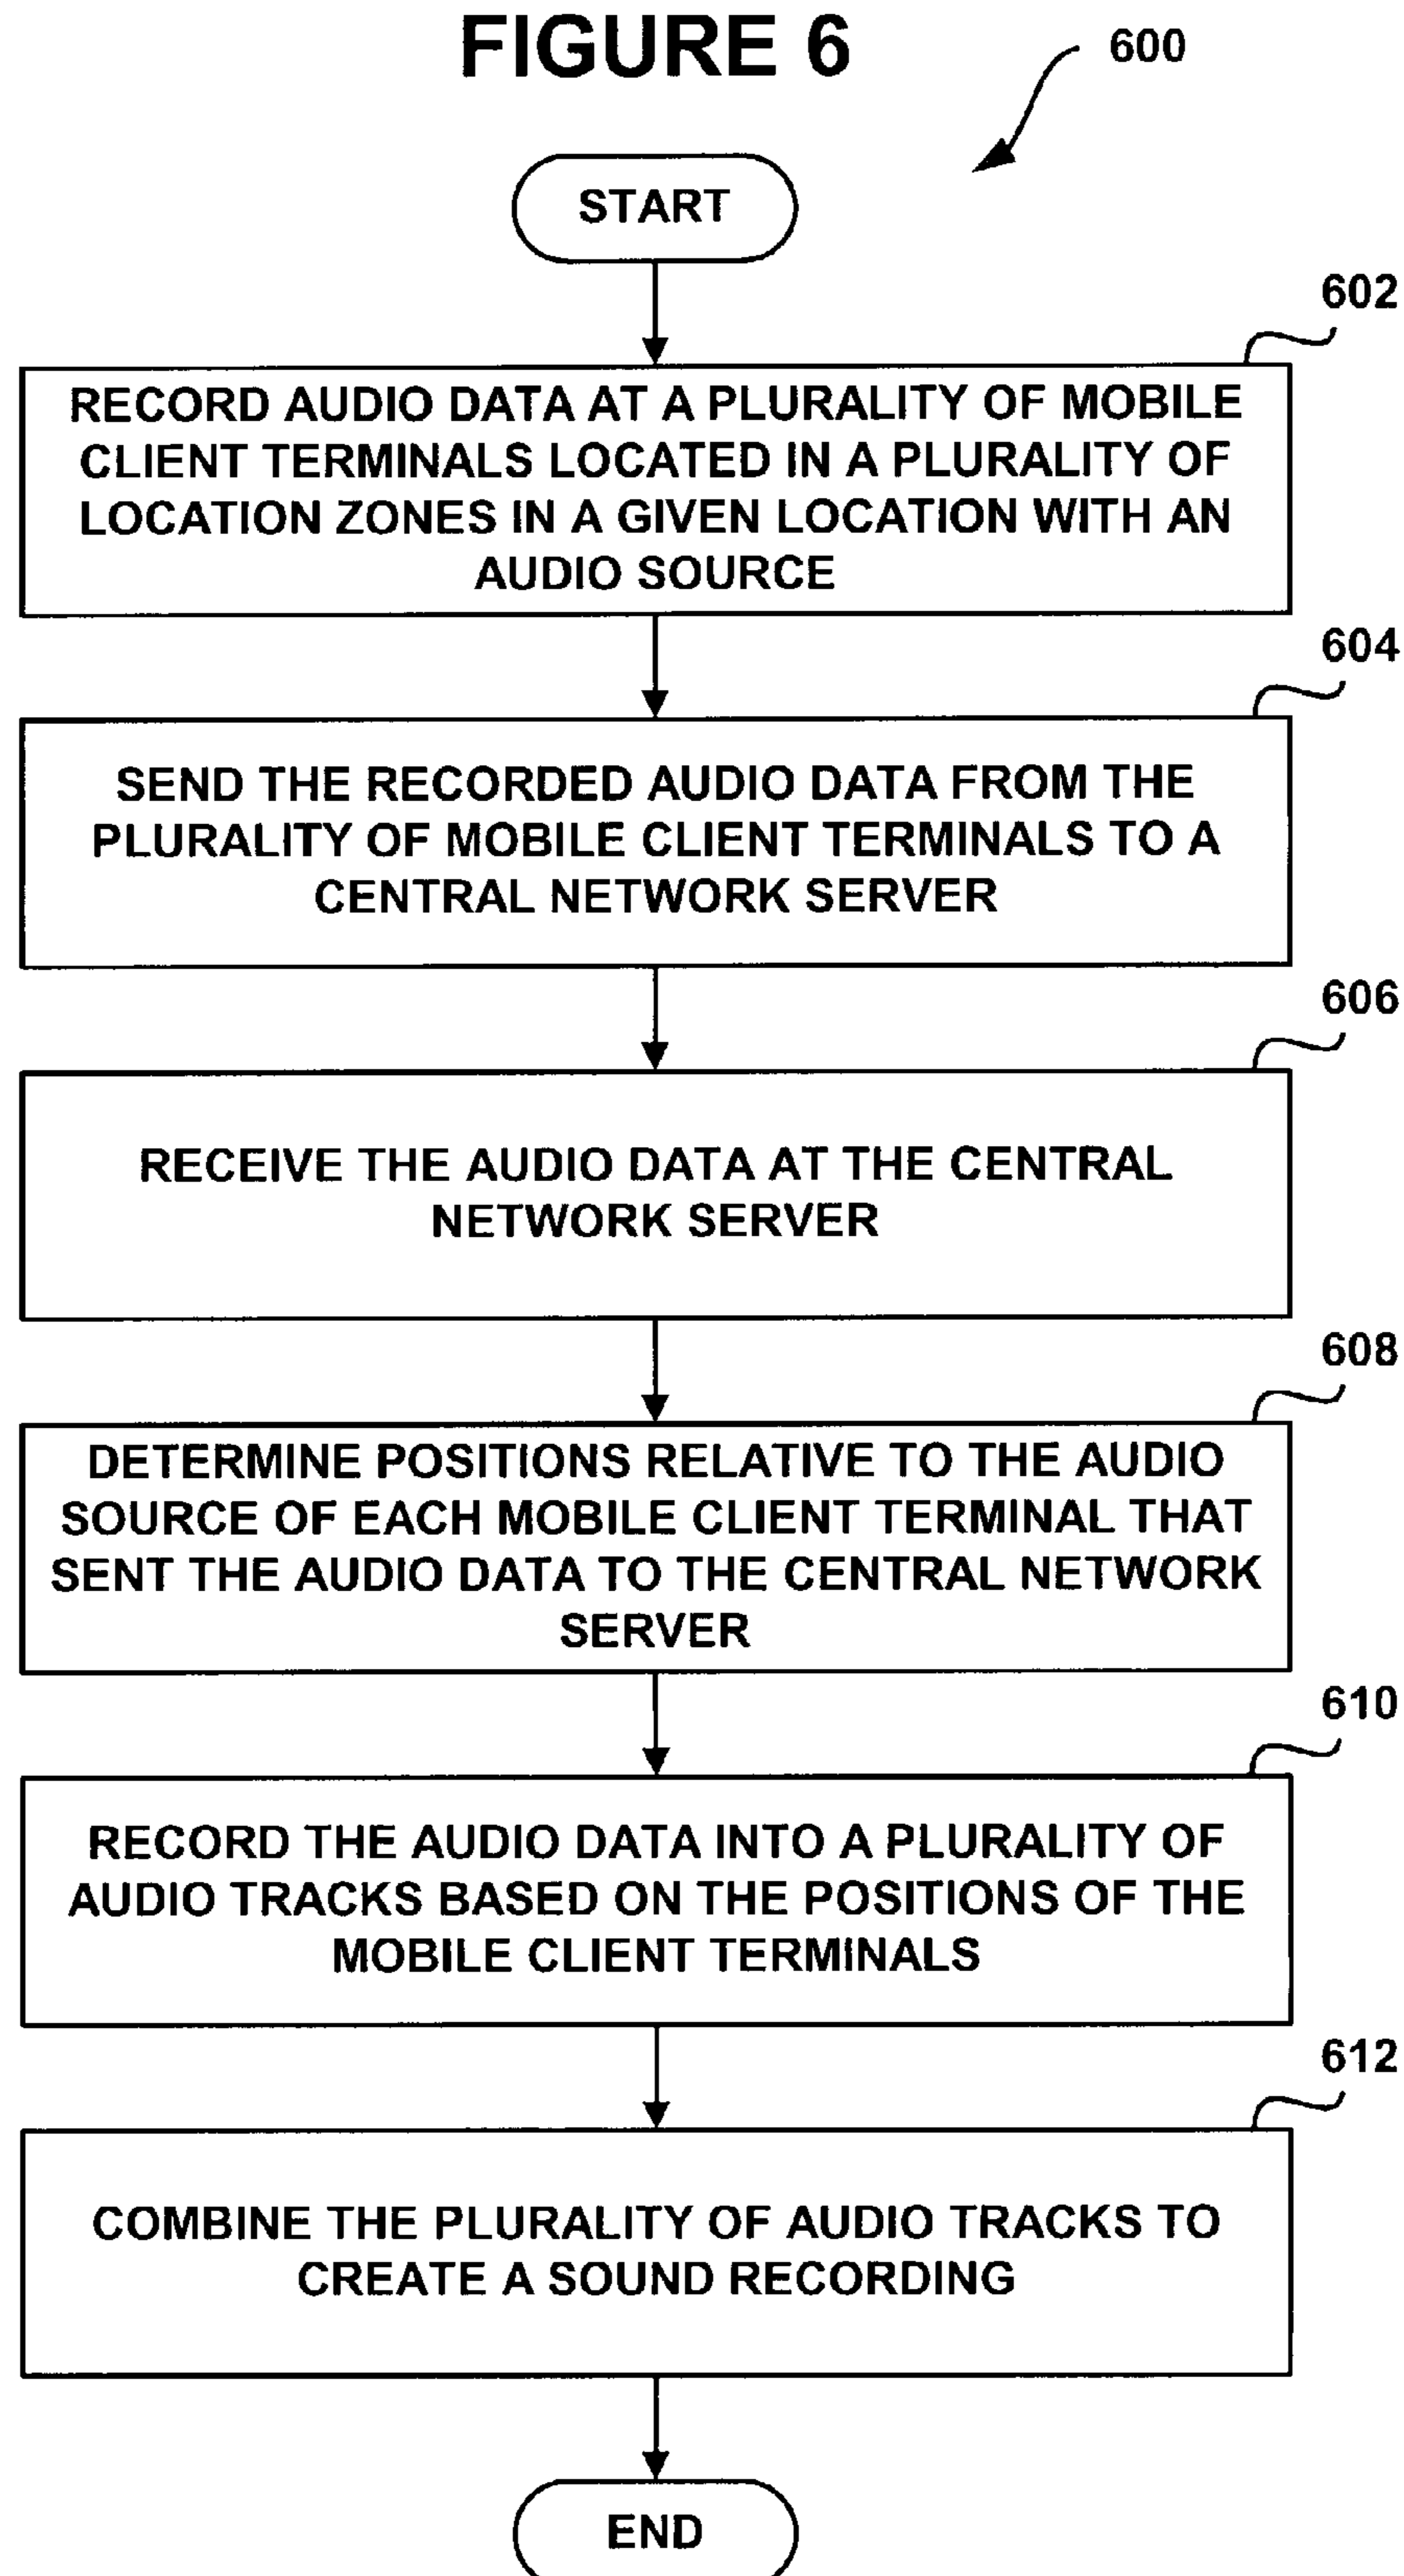 FIGURE 6
600
START
602
RECORD AUDIO DATA AT A PLURALITY OF MOBILE
CLIENT TERMINALS LOCATED IN A PLURALITY OF
LOCATION ZONES IN A GIVEN LOCATION WITH AN
AUDIO SOURCE
604
SEND THE RECORDED AUDIO DATA FROM THE
PLURALITY OF MOBILE CLIENT TERMINALS TO A
CENTRAL NETWORK SERVER
606
RECEIVE THE AUDIO DATA AT THE CENTRAL
NETWORK SERVER
608
DETERMINE POSITIONS RELATIVE TO THE AUDIO
SOURCE OF EACH MOBILE CLIENT TERMINAL THAT
SENT THE AUDIO DATA TO THE CENTRAL NETWORK
SERVER
610
RECORD THE AUDIO DATA INTO A PLURALITY OF
AUDIO TRACKS BASED ON THE POSITIONS OF THE
MOBILE CLIENT TERMINALS
612
COMBINE THE PLURALITY OF AUDIO TRACKS TO
CREATE A SOUND RECORDING
END